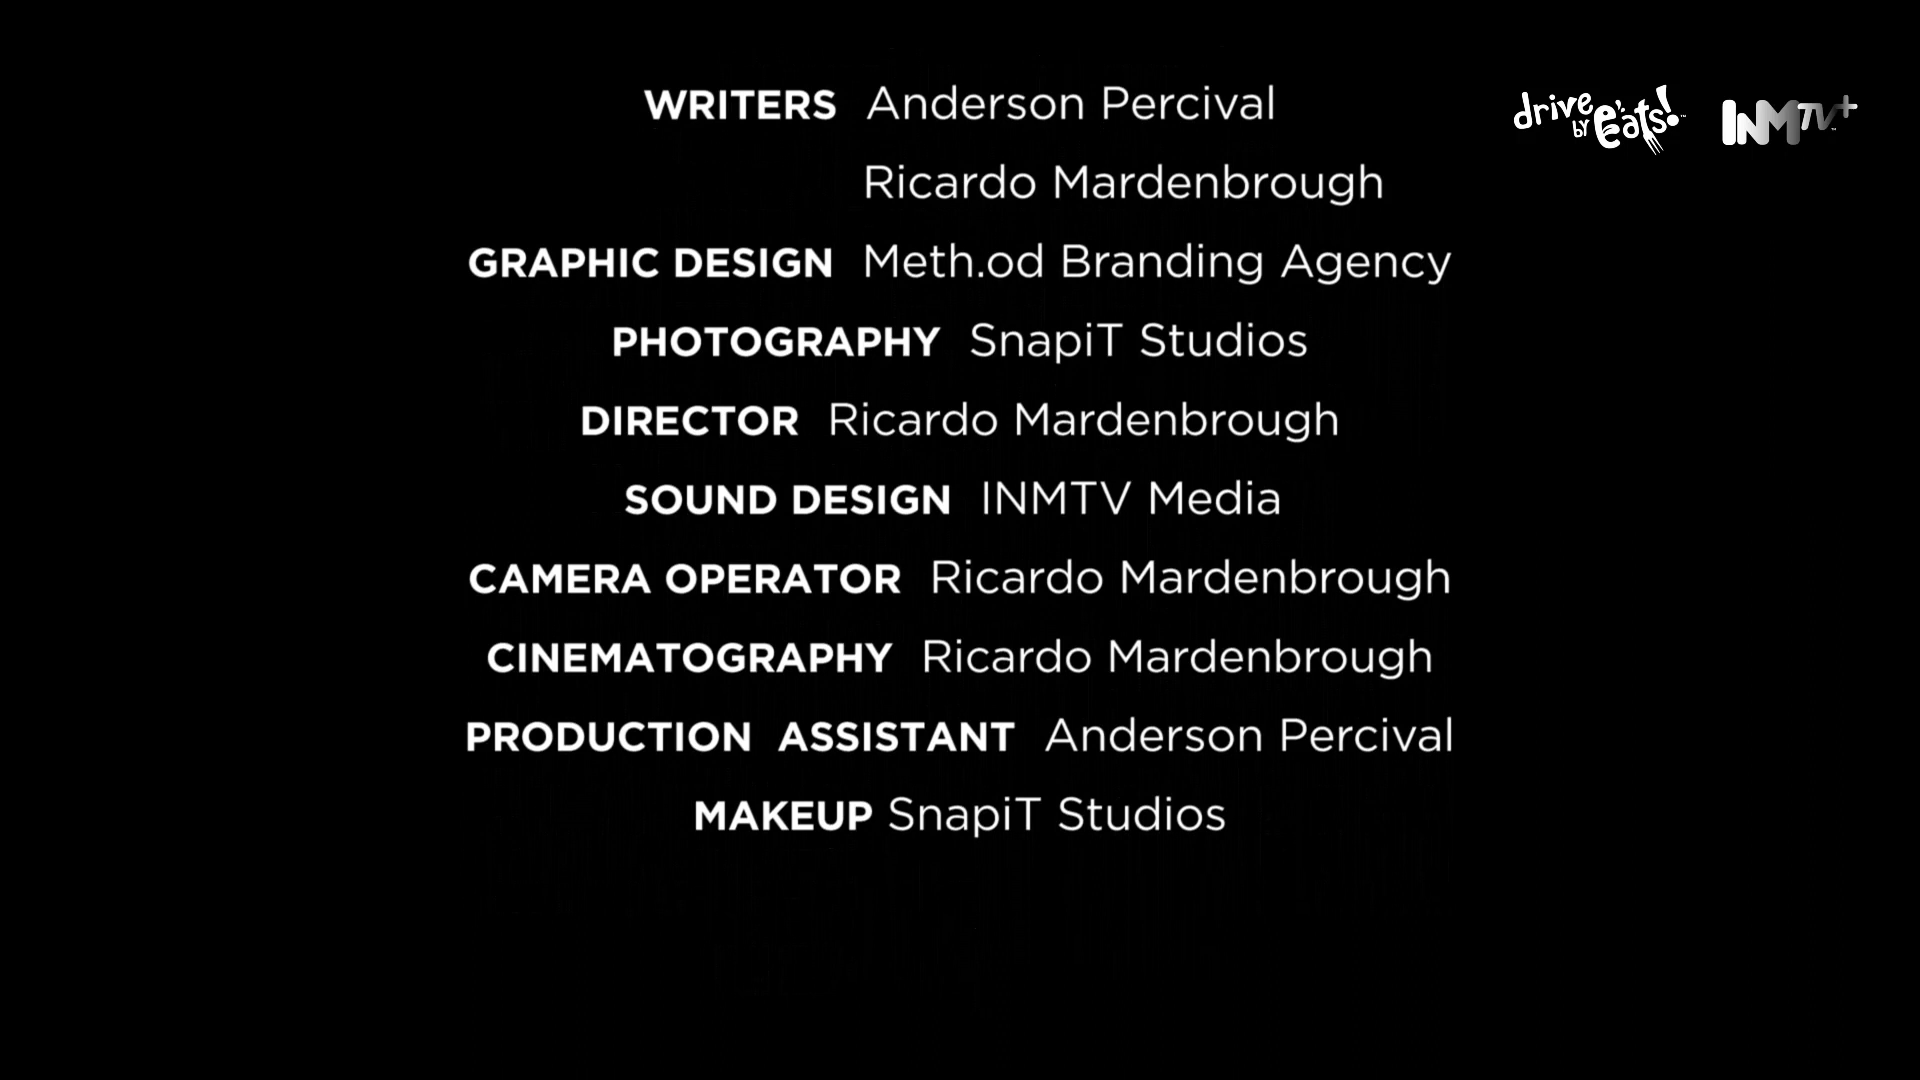 WRITERS Anderson Percival
Ricardo Mardenbrough
GRAPHIC DESIGN Meth.od Branding Agency
PHOTOGRAPHY SnapiT Studios
DIRECTOR Ricardo Mardenbrough
SOUND DESIGN INMTV Media
CAMERA OPERATOR Ricardo Mardenbrough
CINEMATOGRAPHY Ricardo Mardenbrough
PRODUCTION ASSISTANT Anderson Percival
MAKEUP SnapiT Studios
drive by eats!™
INMTV+™